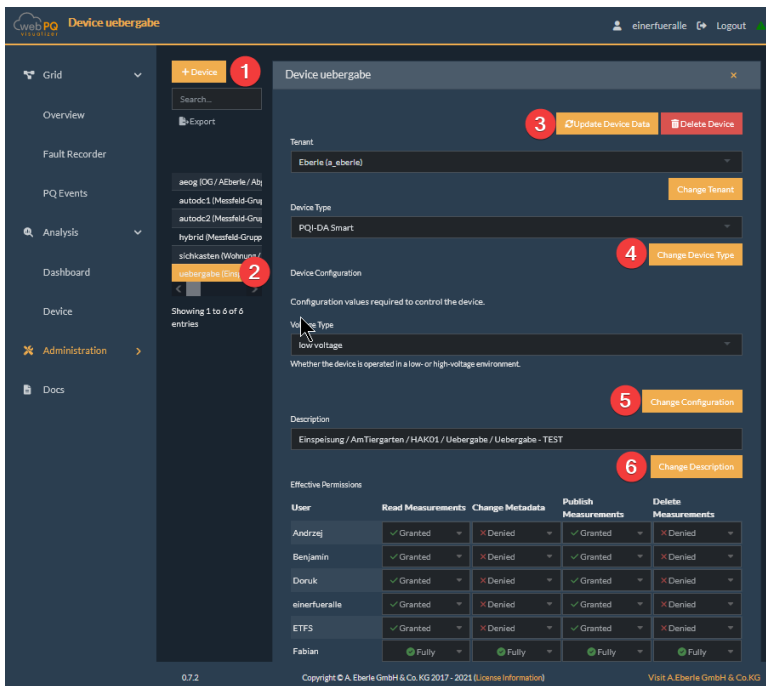 web PQ
visualizer
Device uebergabe
einerfueralle
Logout
Grid
Overview
Fault Recorder
PQ Events
Analysis
Dashboard
Device
Administration
Docs
+ Device
1
Search...
Export
aeog (OG / AEberle / Ab
autodc1 (Messfeld-Grup
autodc2 (Messfeld-Grup
hybrid (Messfeld-Grupp
sichkasten (Wohnung /
uebergabe (Eins
2
Showing 1 to 6 of 6
entries
Device uebergabe
×
3
Update Device Data
Delete Device
Tenant
Eberle (a_eberle)
Change Tenant
Device Type
PQI-DA Smart
4
Change Device Type
Device Configuration
Configuration values required to control the device.
Type
low voltage
Whether the device is operated in a low- or high-voltage environment.
5
Change Configuration
Description
Einspeisung / AmTiergarten / HAK01 / Uebergabe / Uebergabe - TEST
6
Change Description
Effective Permissions
User Read Measurements Change Metadata Publish Measurements Delete Measurements
Andrzej Granted Denied Granted Denied
Benjamin Granted Denied Granted Denied
Doruk Granted Denied Granted Denied
einerfueralle Granted Denied Granted Denied
ETFS Granted Denied Granted Denied
Fabian Fully Fully Fully Fully
0.7.2
Copyright © A. Eberle GmbH & Co. KG 2017 - 2021 (License Information)
Visit A.Eberle GmbH & Co.KG